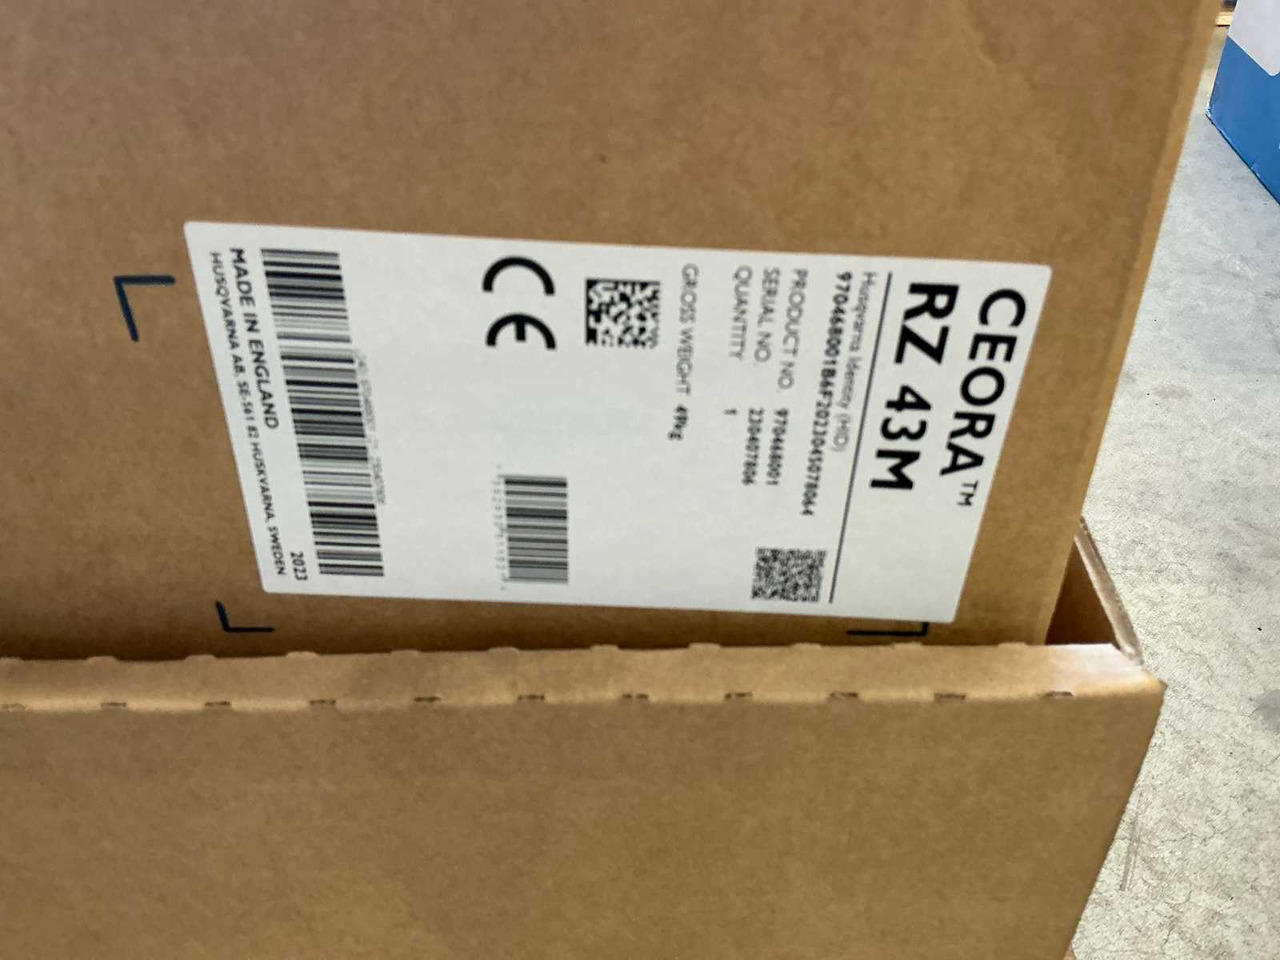 CEORA™
RZ 43M
Husqvarna Identity (HID)
970468001B6F2023045078064
PRODUCT NO. 970468001
SERIAL NO. 230407806
QUANTITY 1
GROSS WEIGHT 49kg
CE
2023
MADE IN ENGLAND
HUSQVARNA AB, SE-561 82 HUSKVARNA, SWEDEN